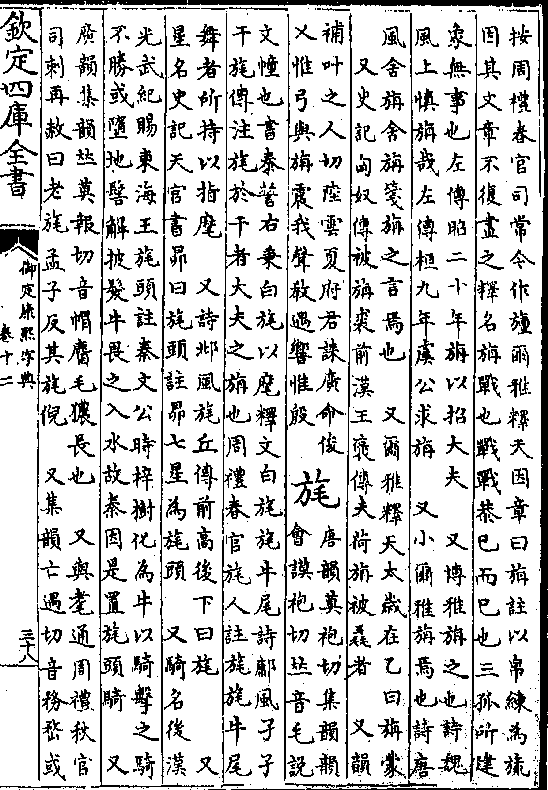 按周禮春官司常今作旜爾雅釋天因章曰旃註以帛練為旒
因其文章不復畫之釋名旃戰也戰戰恭巳而巳也三孤所建
象無事也左傳昭二十年旃以招大夫　又博雅旃之也詩魏
風上慎旃哉左傳桓九年虞公求旃　又小爾雅旃焉也詩唐
風舍旃舍旃箋旃之言焉也　又爾雅釋天太歲在乙曰旃蒙
又史記匈奴傳被旃裘前漢王褒傳夫荷旃被毳者　又韻
補叶之人切陸雲夏府君誄廣命俊
乂惟弓與旃震我聲敎遇響惟殷
旄
唐韻莫袍切集韻韻
會謨袍切𠀤音毛說
文幢也書泰誓右秉白旄以麾釋文白旄旄牛尾詩鄘風孑孑
干旄傳注旄於干者大夫之旃也周禮春官旄人註旄旄牛尾
舞者所持以指麾　又詩邶風旄丘傳前高後下曰旄　又
星名史記天官書昴曰旄頭註昴七星為旄頭　又騎名後漢
光武紀賜東海王旄頭註秦文公時梓樹化為牛以騎擊之騎
不勝或墮地髻解披髮牛畏之入水故秦因是置旄頭騎　又
廣韻集韻𠀤莫報切音帽麕毛獶長也　又與耄通周禮秋官
司刺再赦曰老旄孟子反其旄倪　又集韻亡遇切音務嵍或
欽定四庫全書
御定康熙字典
卷十二
三十八